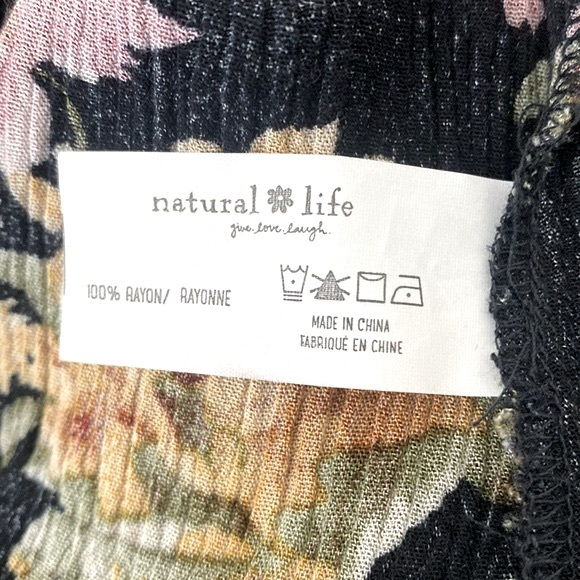 natural life
give.love.laugh.
100% RAYON/ RAYONNE
MADE IN CHINA
FABRIQUÉ EN CHINE